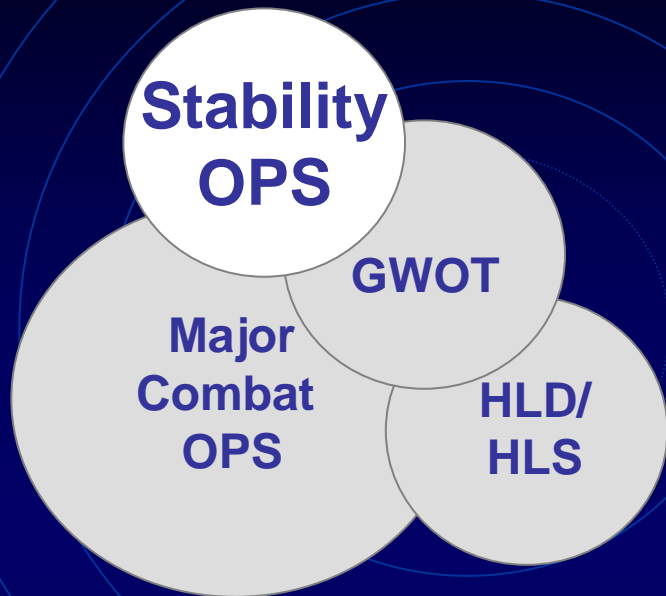 Stability
OPS
GWOT
Major
Combat
OPS
HLD/
HLS